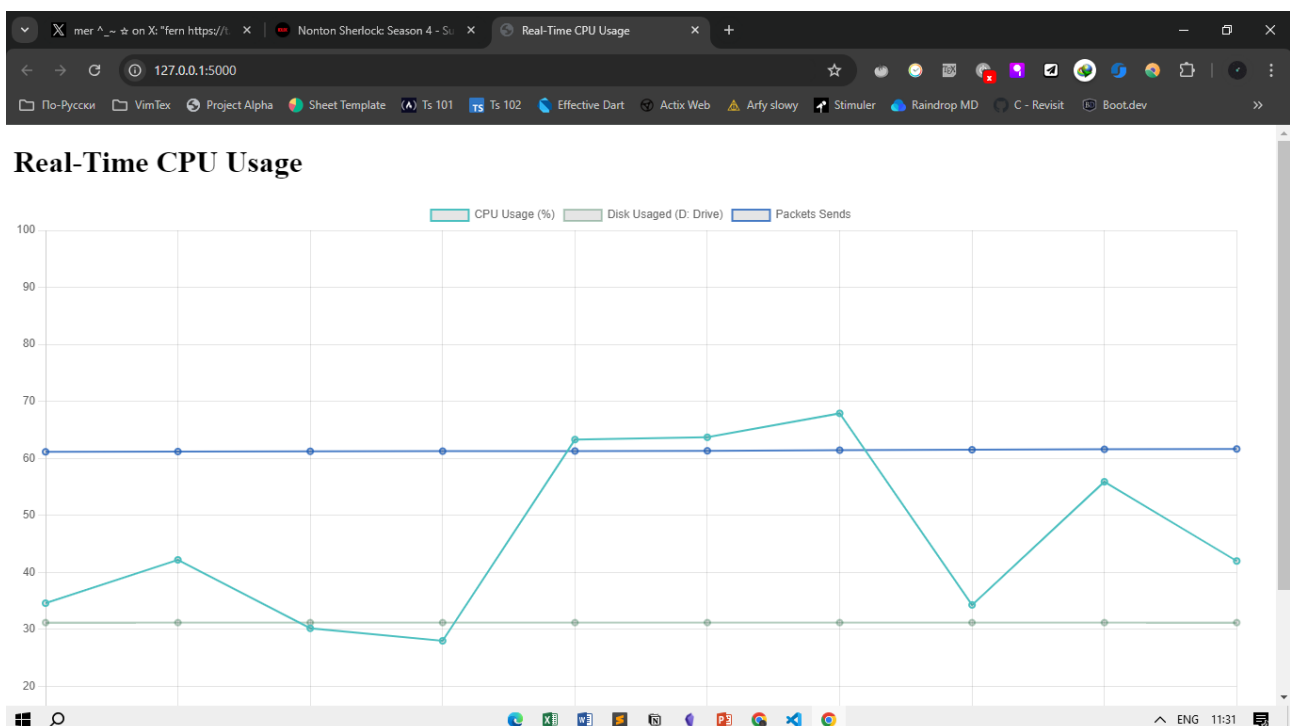 mer ^_~ ☆ on X: "fern https://t.
Nonton Sherlock: Season 4 - Su
Real-Time CPU Usage
127.0.0.1:5000
По-Русски
VimTex
Project Alpha
Sheet Template
Ts 101
TS
Ts 102
Effective Dart
Actix Web
Arfy slowy
Stimuler
Raindrop MD
C - Revisit
Boot.dev
Real-Time CPU Usage
CPU Usage (%)
Disk Usaged (D: Drive)
Packets Sends
100
90
80
70
60
50
40
30
20
ENG
11:31